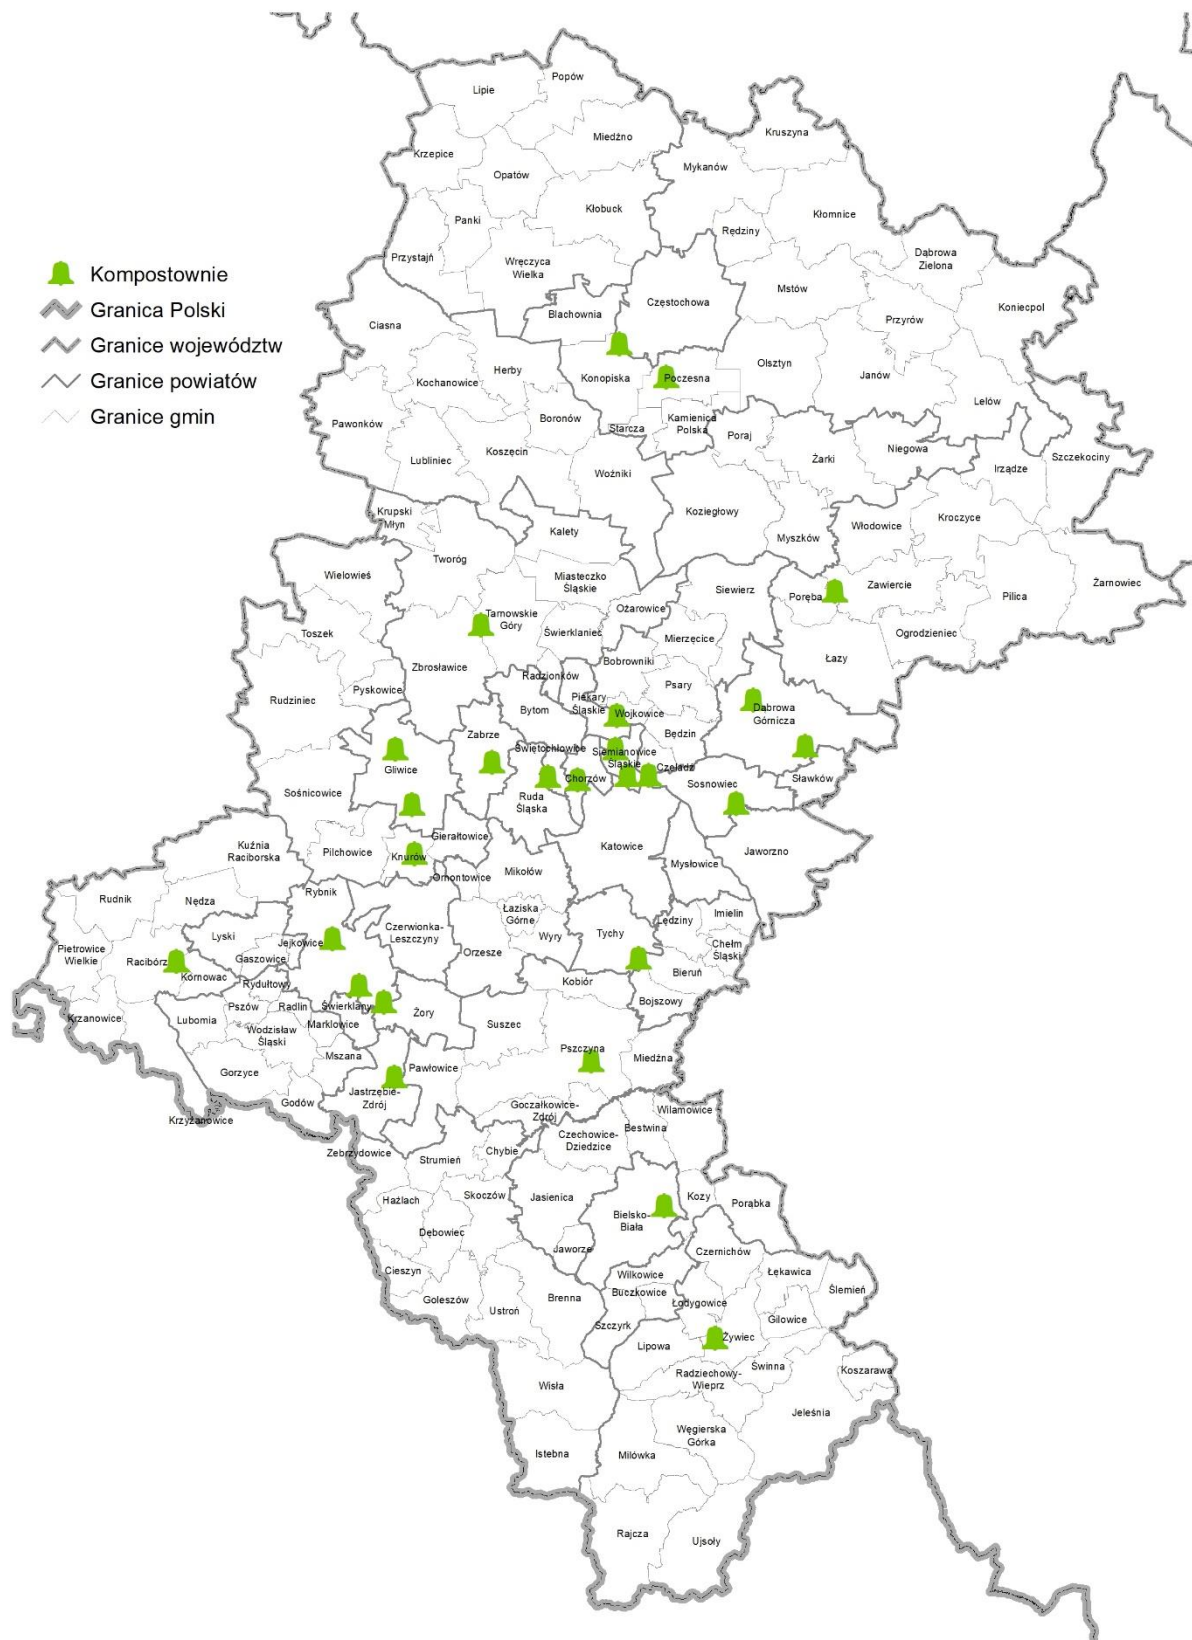 Lipie
Popów
Kruszyna
Miedźno
Krzepice
Mykanów
Opatów
Kłobuck
Kłomnice
Panki
Rędziny
Dąbrowa
Zielona
Przystajń
Wręczyca
Wielka
Kompostownie
Mstów
Częstochowa
Koniecpol
Granica Polski
Blachownia
Przyrów
Ciasna
Granice województw
Olsztyn
Herby
Konopiska
Poczesna
Janów
Granice powiatów
Kochanowice
Lelów
Granice gmin
Boronów
Kamienica
Polska
Pawonków
Starcza
Poraj
Koszęcin
Niegowa
Szczekociny
Lubliniec
Żarki
Irządze
Woźniki
Krupski
Młyn
Koziegłowy
Kroczyce
Włodowice
Kalety
Myszków
Tworóg
Wielowieś
Miasteczko
Śląskie
Żarnowiec
Siewierz
Zawiercie
Poręba
Pilica
Ożarowice
Tarnowskie
Góry
Toszek
Świerklaniec
Mierzęcice
Ogrodzieniec
Łazy
Bobrowniki
Zbrosławice
Radzionków
Psary
Pyskowice
Rudziniec
Piekary
Śląskie
Bytom
Wojkowice
Dąbrowa
Górnicza
Zabrze
Będzin
Świętochłowice
Siemianowice
Śląskie
Gliwice
Czeladź
Chorzów
Sławków
Sośnicowice
Sosnowiec
Ruda
Śląska
Gierałtowice
Kuźnia
Raciborska
Katowice
Jaworzno
Pilchowice
Knurów
Mysłowice
Mikołów
Ornontowice
Rybnik
Rudnik
Nędza
Łaziska
Górne
Imielin
Lędziny
Czerwionka-
Leszczyny
Lyski
Tychy
Jejkowice
Wyry
Chełm
Śląski
Pietrowice
Wielkie
Orzesze
Gaszowice
Racibórz
Bieruń
Kornowac
Kobiór
Rydułtowy
Bojszowy
Pszów
Radlin
Świerklany
Żory
Krzanowice
Lubomia
Marklowice
Suszec
Wodzisław
Śląski
Pszczyna
Mszana
Miedźna
Pawłowice
Gorzyce
Jastrzębie-
Zdrój
Godów
Goczałkowice-
Zdrój
Wilamowice
Krzyżanowice
Bestwina
Czechowice-
Dziedzice
Zebrzydowice
Chybie
Strumień
Skoczów
Jasienica
Kozy
Porąbka
Hażlach
Bielsko-
Biała
Dębowiec
Jaworze
Czernichów
Cieszyn
Wilkowice
Łękawica
Buczkowice
Ślemień
Goleszów
Brenna
Łodygowice
Ustroń
Gilowice
Szczyrk
Żywiec
Lipowa
Świnna
Radziechowy-
Wieprz
Koszarawa
Wisła
Jeleśnia
Węgierska
Górka
Istebna
Milówka
Rajcza
Ujsoły